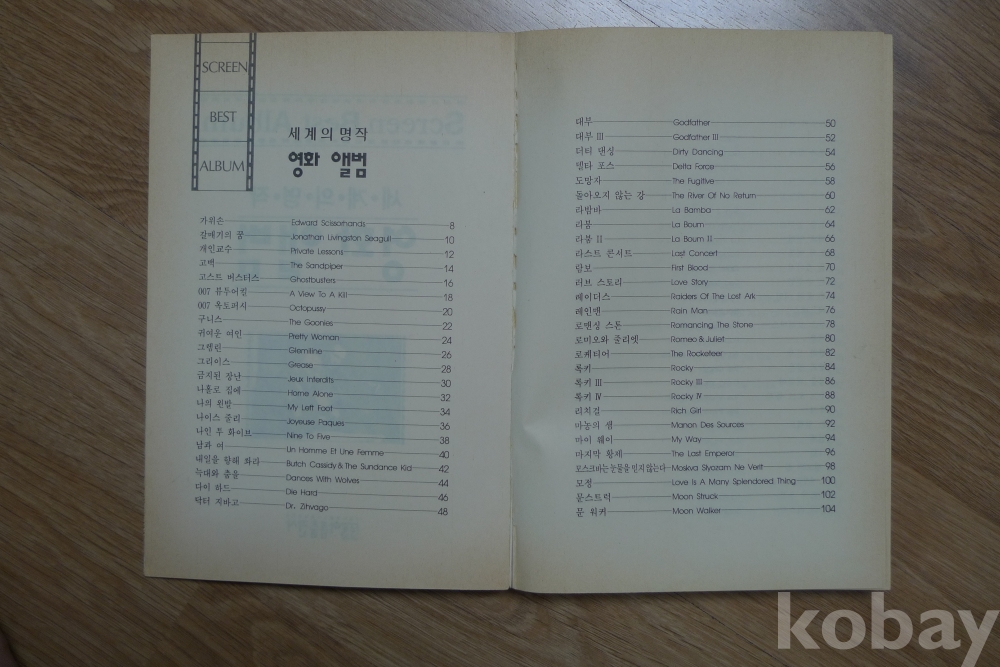 SCREEN
BEST
ALBUM
세계의 명작
영화 앨범
가위손 Edward Scissorhands 8
갈매기의 꿈 Jonathan Livingston Seagull 10
개인교수 Private Lessons 12
고백 The Sandpiper 14
고스트 버스터스 Ghostbusters 16
007 뷰투어킬 A View To A Kill 18
007 옥토퍼시 Octopussy 20
구니스 The Goonies 22
귀여운 여인 Pretty Woman 24
그렘린 Glemiline 26
그리이스 Grease 28
금지된 장난 Jeux Interdits 30
나홀로 집에 Home Alone 32
나의 왼발 My Left Foot 34
나이스 줄리 Joyeuse Paques 36
나인 투 화이브 Nine To Five 38
남과 여 Un Homme Et Une Femme 40
내일을 향해 쏴라 Butch Cassidy & The Sundance Kid 42
늑대와 춤을 Dances With Wolves 44
다이 하드 Die Hard 46
닥터 지바고 Dr. Zihvago 48
대부 Godfather 50
대부 III Godfather III 52
더티 댄싱 Dirty Dancing 54
델타 포스 Delta Force 56
도망자 The Fugitive 58
돌아오지 않는 강 The River Of No Return 60
라밤바 La Bamba 62
라붐 La Boum 64
라붐 II La Boum II 66
라스트 콘서트 Last Concert 68
람보 First Blood 70
러브 스토리 Love Story 72
레이더스 Raiders Of The Lost Ark 74
레인맨 Rain Man 76
로맨싱 스톤 Romancing The Stone 78
로미오와 줄리엣 Romeo & Juliet 80
로케티어 The Rocketeer 82
록키 Rocky 84
록키 III Rocky III 86
록키 IV Rocky IV 88
리치걸 Rich Girl 90
마농의 샘 Manon Des Sources 92
마이 웨이 My Way 94
마지막 황제 The Last Emperor 96
모스크바는 눈물을 믿지 않는다 Moskva Slyozam Ne Verit 98
모정 Love Is A Many Splendored Thing 100
문스트럭 Moon Struck 102
문 워커 Moon Walker 104
kobay